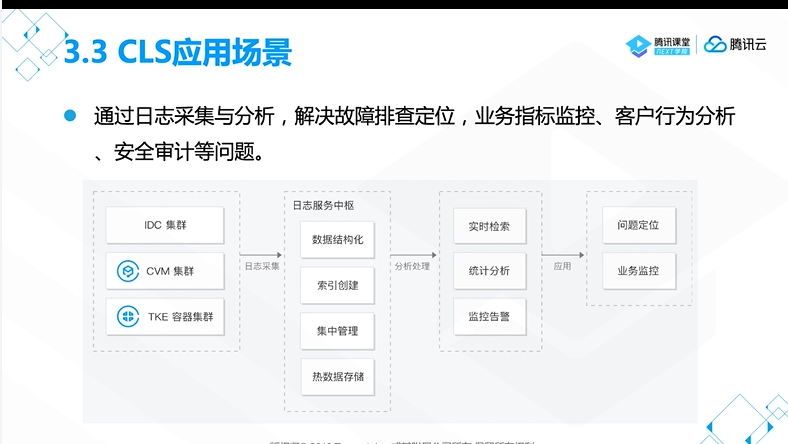 3.3 CLS应用场景
腾讯课堂
NEXT学院
腾讯云
通过日志采集与分析，解决故障排查定位，业务指标监控、客户行为分析
、安全审计等问题。
IDC 集群
CVM 集群
TKE 容器集群
日志采集
日志服务中枢
数据结构化
索引创建
集中管理
热数据存储
分析处理
实时检索
统计分析
监控告警
应用
问题定位
业务监控